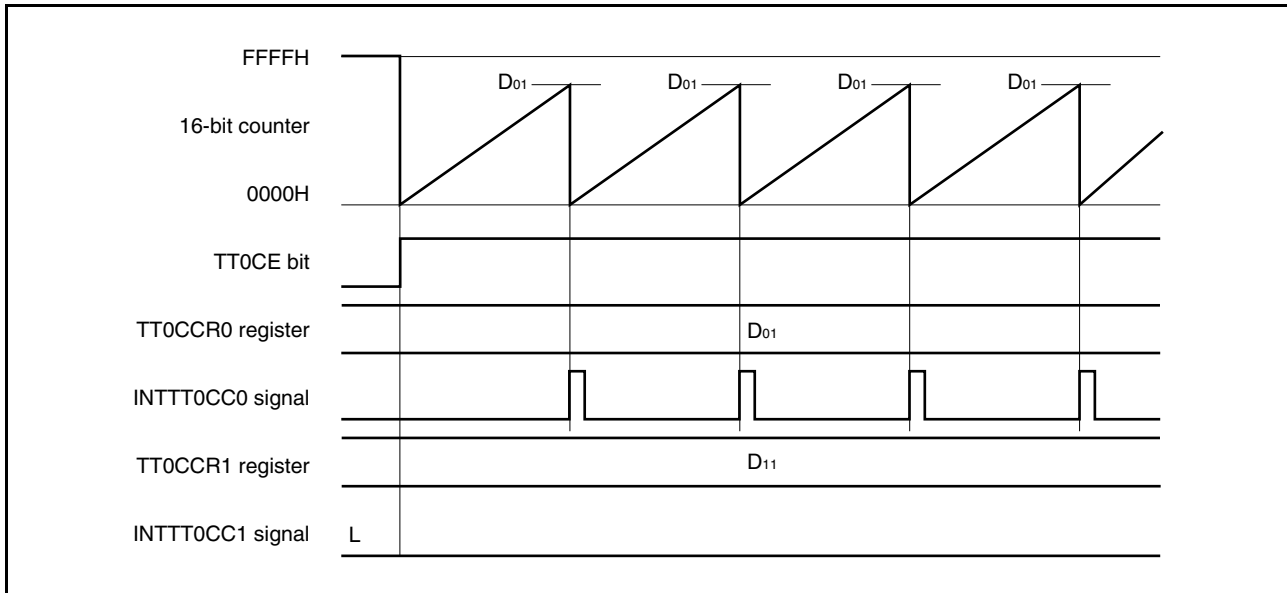 FFFFH
D01 D01 D01 D01
16-bit counter
0000H
TT0CE bit
TT0CCR0 register D01
INTTT0CC0 signal
TT0CCR1 register D11
INTTT0CC1 signal L